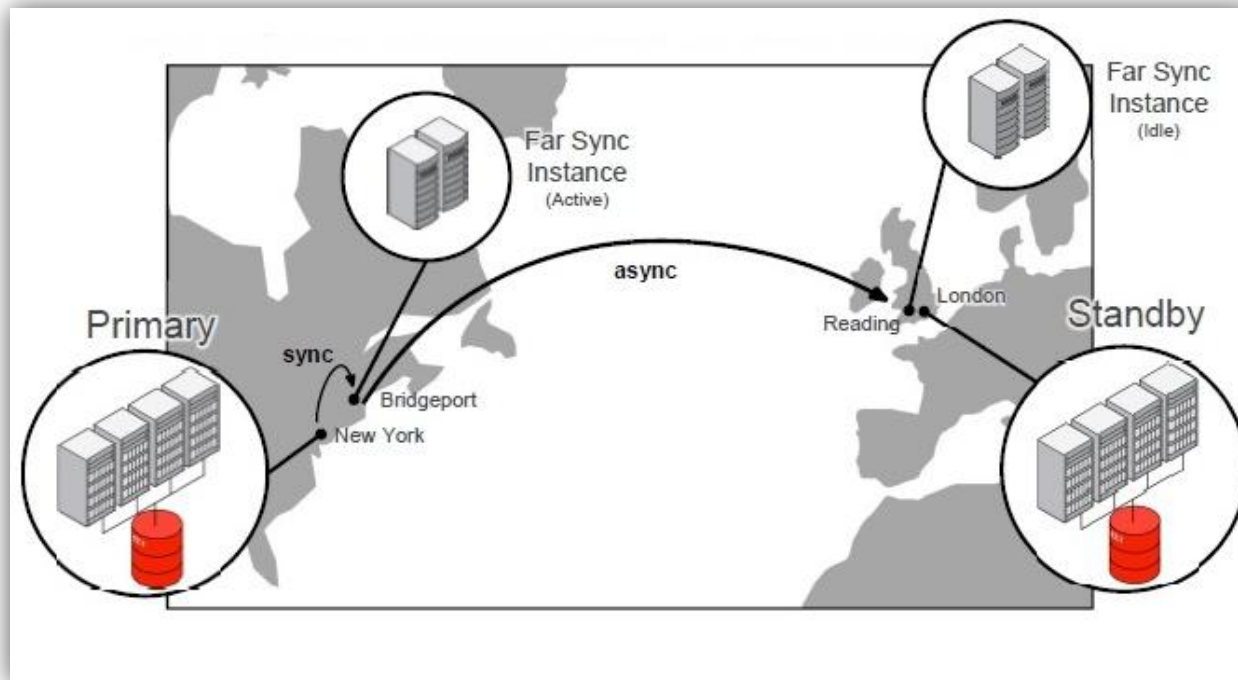 Far Sync
Instance
(Active)
Far Sync
Instance
(Idle)
async
London
Reading
Primary
Standby
sync
Bridgeport
New York